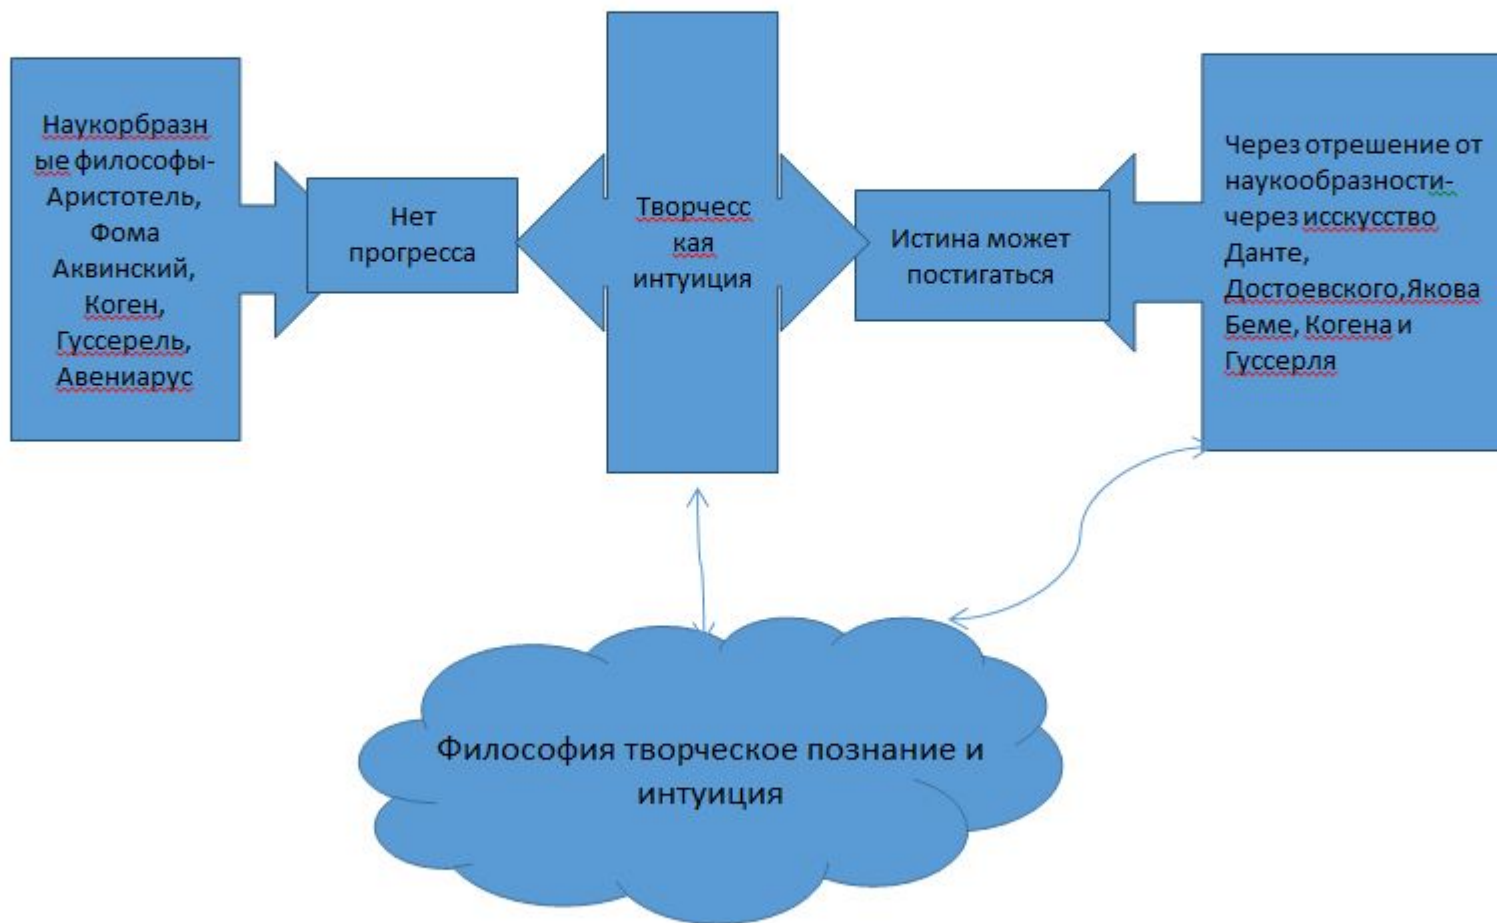 Наукорбразн
ые философы-
Аристотель,
Фома
Аквинский,
Коген,
Гуссерель,
Авениарус
Нет
прогресса
Творчесс
кая
интуиция
Истина может
постигаться
Через отрешение от
наукообразности-
через исскусство
Данте,
Достоевского,Якова
Беме, Когена и
Гуссерля
Философия творческое познание и
интуиция